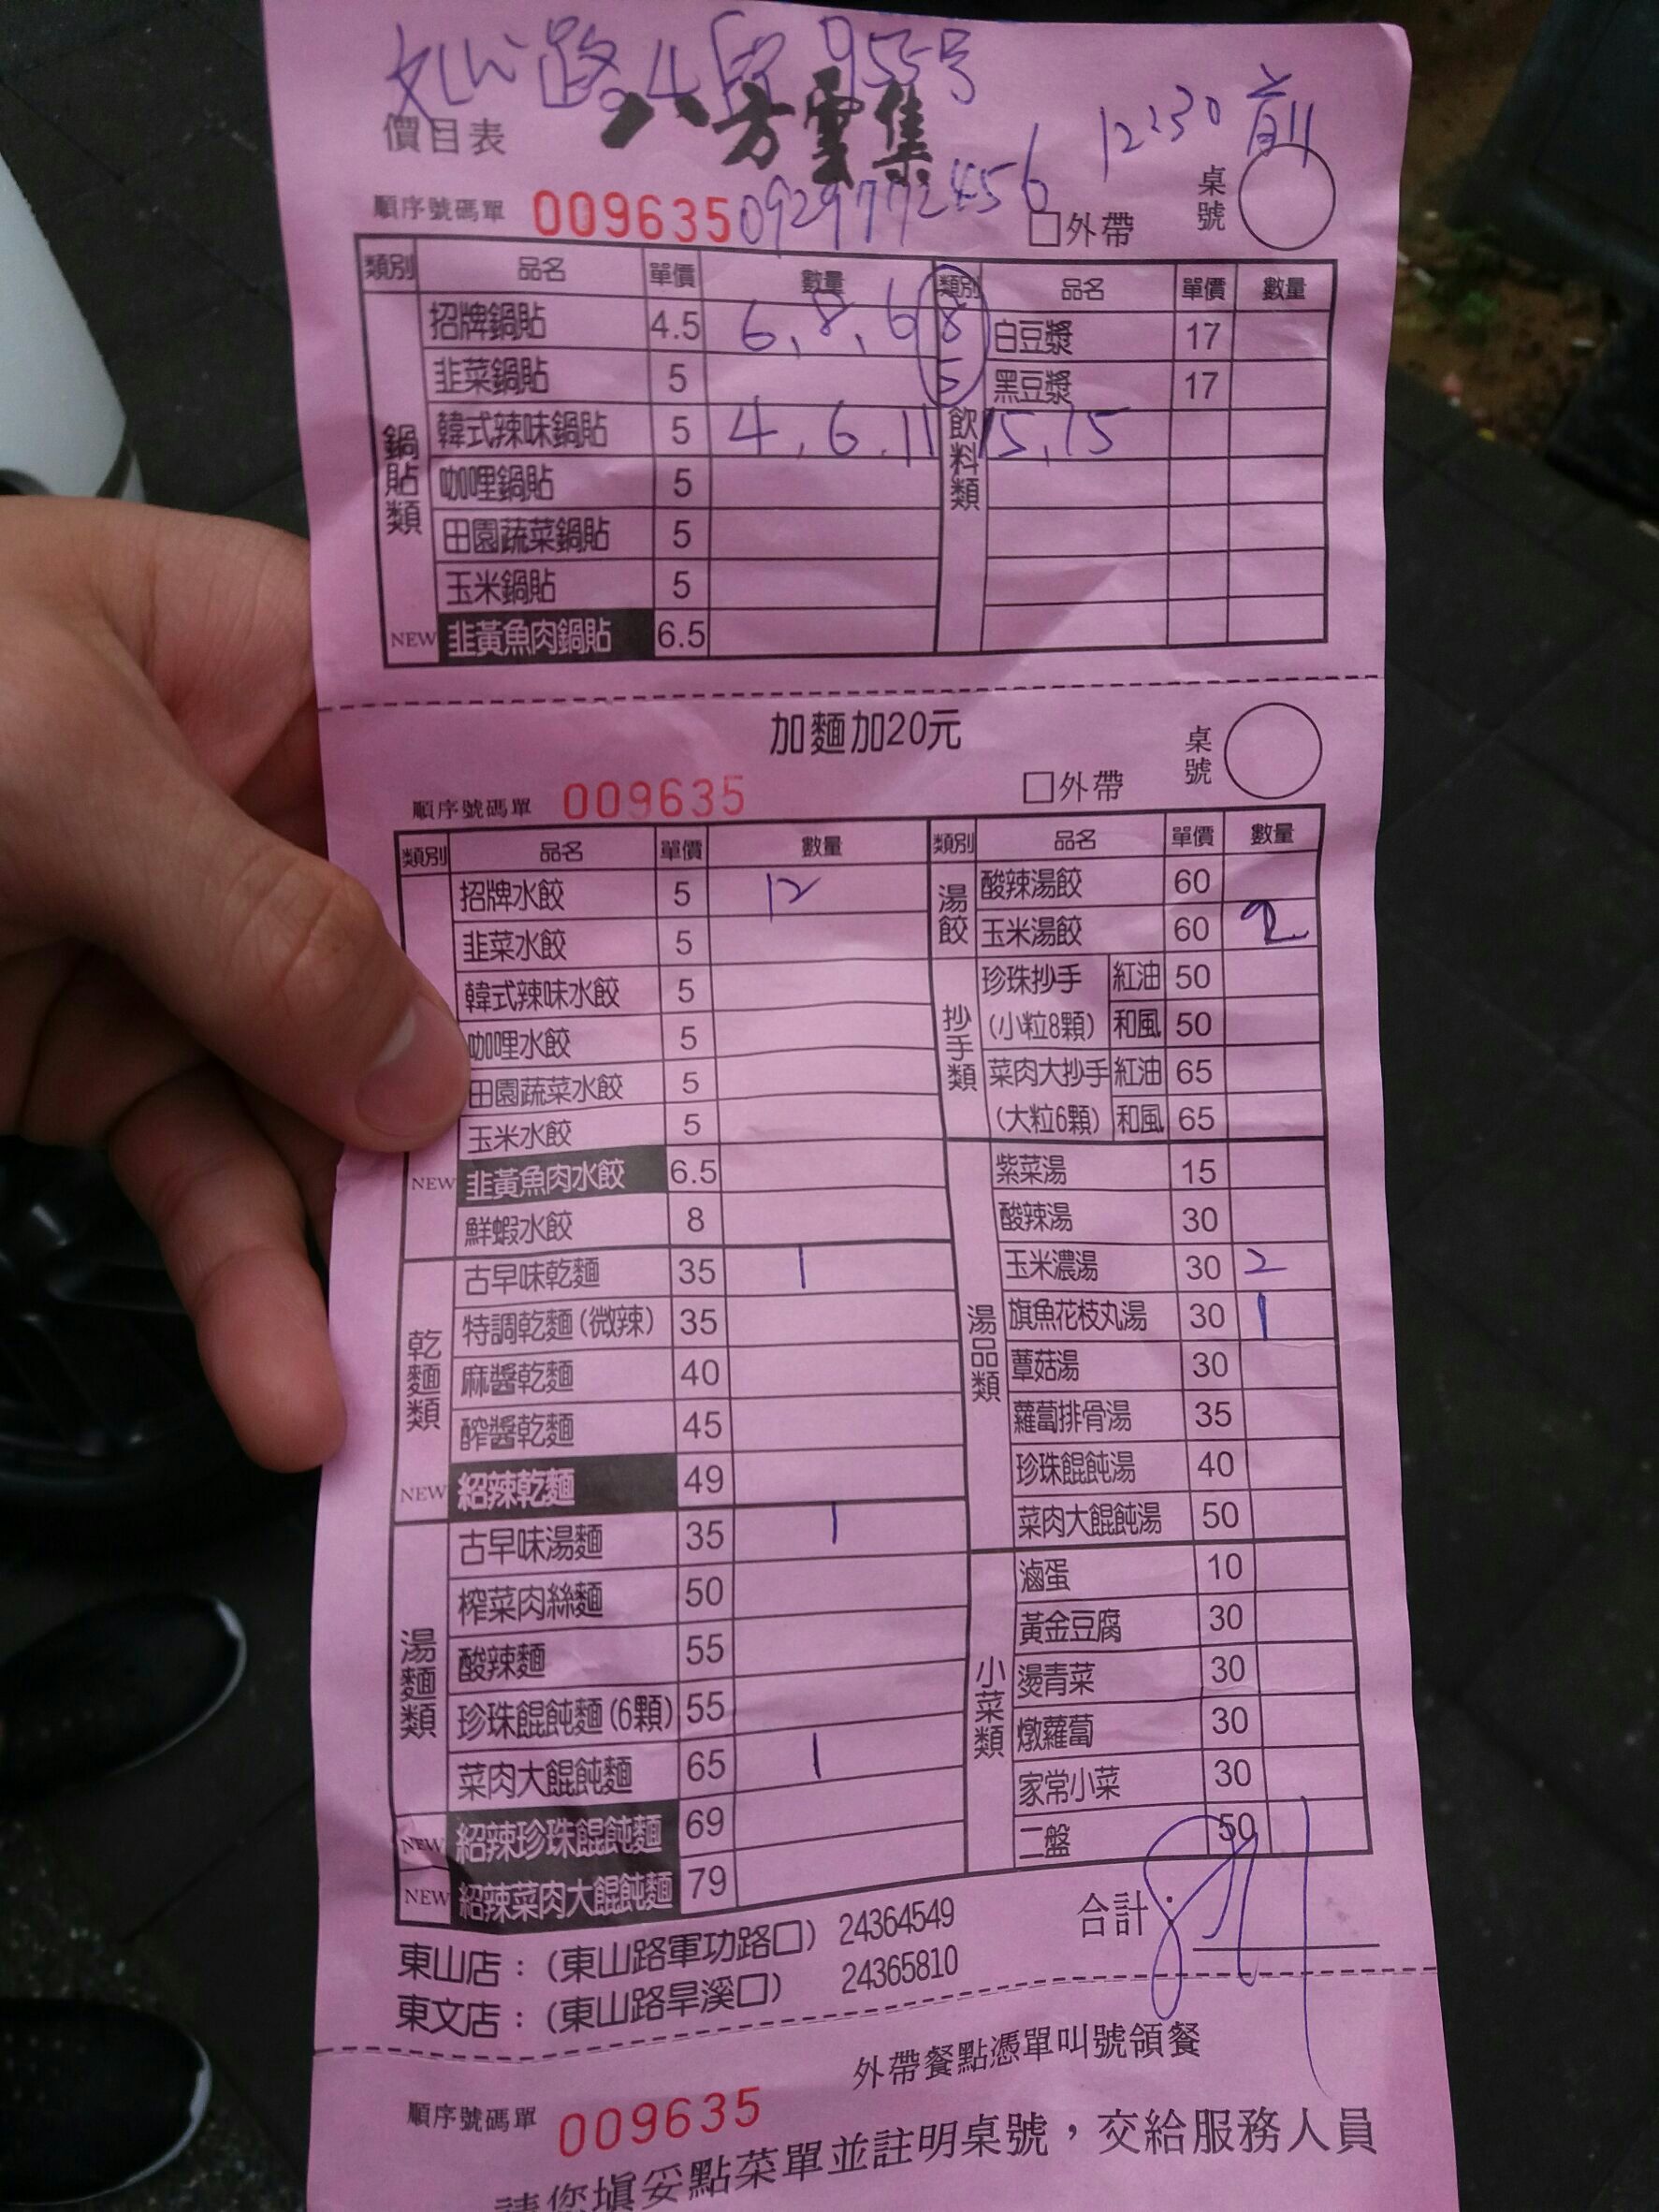 文心路4段955号
八方雲集
12:30前
價目表
桌號
順序號碼單 009635 0929772456 外帶
類別 品名 單價 數量 類別 品名 單價 數量
鍋貼類
招牌鍋貼 4.5 6、8、6 8
韭菜鍋貼 5 5
韓式辣味鍋貼 5 4、6、11 15、15
咖哩鍋貼 5
田園蔬菜鍋貼 5
玉米鍋貼 5
NEW 韭黃魚肉鍋貼 6.5
飲料類
白豆漿 17
黑豆漿 17
加麵加20元
桌號
順序號碼單 009635 外帶
類別 品名 單價 數量 類別 品名 單價 數量
招牌水餃 5 12
韭菜水餃 5
韓式辣味水餃 5
咖哩水餃 5
田園蔬菜水餃 5
玉米水餃 5
NEW 韭黃魚肉水餃 6.5
鮮蝦水餃 8
乾麵類
古早味乾麵 35 1
特調乾麵(微辣) 35
麻醬乾麵 40
醡醬乾麵 45
NEW 紹辣乾麵 49
湯麵類
古早味湯麵 35 1
榨菜肉絲麵 50
酸辣麵 55
珍珠餛飩麵(6顆) 55
菜肉大餛飩麵 65 1
NEW 紹辣珍珠餛飩麵 69
NEW 紹辣菜肉大餛飩麵 79
湯餃
酸辣湯餃 60
玉米湯餃 60 2
抄手類
珍珠抄手 紅油 50
(小粒8顆) 和風 50
菜肉大抄手 紅油 65
(大粒6顆) 和風 65
湯品類
紫菜湯 15
酸辣湯 30
玉米濃湯 30 2
旗魚花枝丸湯 30 1
蕈菇湯 30
蘿蔔排骨湯 35
珍珠餛飩湯 40
菜肉大餛飩湯 50
小菜類
滷蛋 10
黃金豆腐 30
燙青菜 30
燉蘿蔔 30
家常小菜 30
二盤 50
合計：
東山店：(東山路軍功路口) 24364549
東文店：(東山路旱溪口) 24365810
外帶餐點憑單叫號領餐
順序號碼單 009635
請您填妥點菜單並註明桌號，交給服務人員